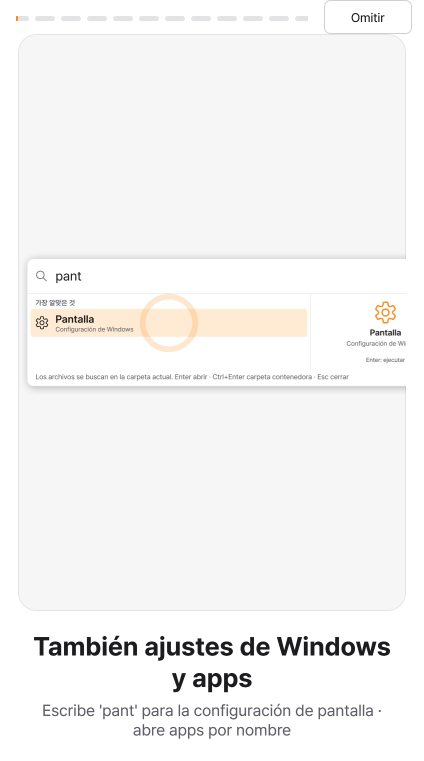 Omitir
pant
가장 알맞은 것
Pantalla
Configuración de Windows
Pantalla
Configuración de Wi
Enter: ejecutar
Los archivos se buscan en la carpeta actual. Enter abrir · Ctrl+Enter carpeta contenedora · Esc cerrar
También ajustes de Windows
y apps
Escribe 'pant' para la configuración de pantalla ·
abre apps por nombre